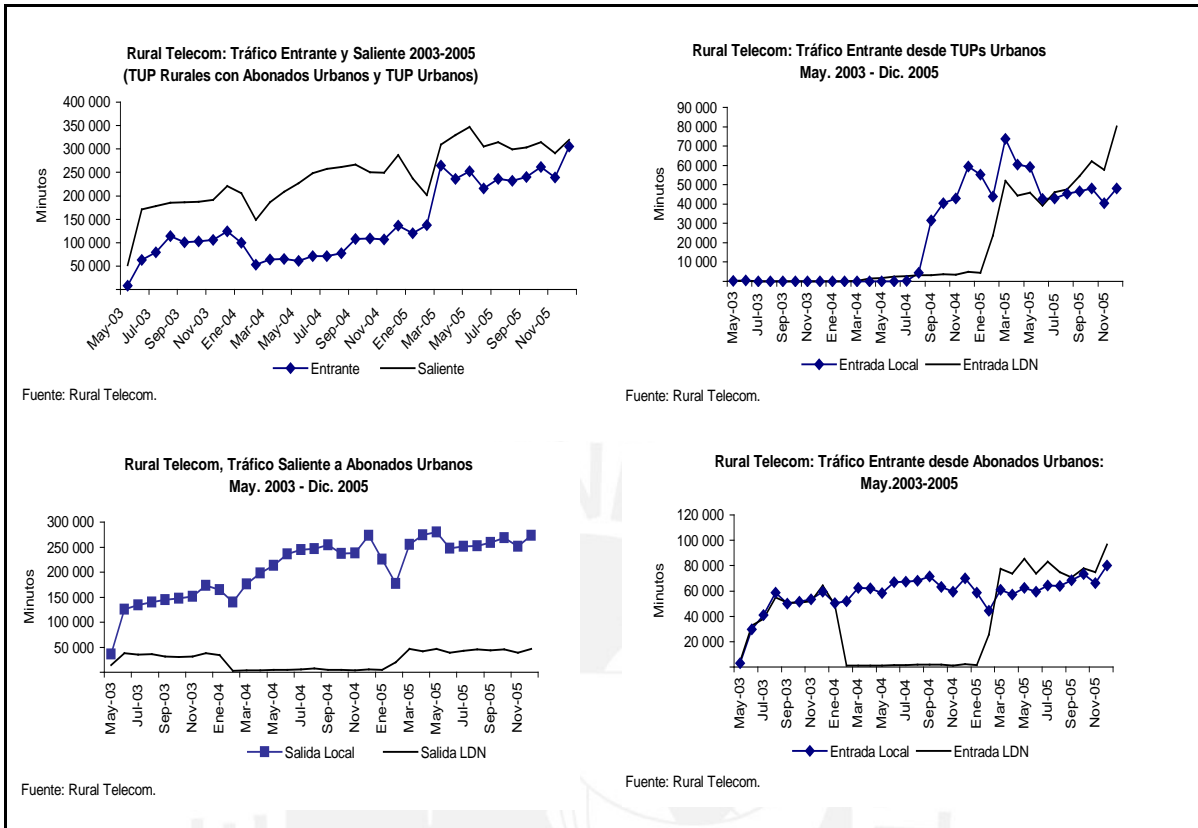 Rural Telecom: Tráfico Entrante y Saliente 2003-2005
(TUP Rurales con Abonados Urbanos y TUP Urbanos)
400 000
350 000
300 000
250 000
200 000
150 000
100 000
50 000
Minutos
May-03
Jul-03
Sep-03
Nov-03
Ene-04
Mar-04
May-04
Jul-04
Sep-04
Nov-04
Ene-05
Mar-05
May-05
Jul-05
Sep-05
Nov-05
Entrante
Saliente
Fuente: Rural Telecom.
Rural Telecom: Tráfico Entrante desde TUPs Urbanos
May. 2003 - Dic. 2005
90 000
80 000
70 000
60 000
50 000
40 000
30 000
20 000
10 000
Minutos
May-03
Jul-03
Sep-03
Nov-03
Ene-04
Mar-04
May-04
Jul-04
Sep-04
Nov-04
Ene-05
Mar-05
May-05
Jul-05
Sep-05
Nov-05
Entrada Local
Entrada LDN
Fuente: Rural Telecom.
Rural Telecom, Tráfico Saliente a Abonados Urbanos
May. 2003 - Dic. 2005
300 000
250 000
200 000
150 000
100 000
50 000
Minutos
May-03
Jul-03
Sep-03
Nov-03
Ene-04
Mar-04
May-04
Jul-04
Sep-04
Nov-04
Ene-05
Mar-05
May-05
Jul-05
Sep-05
Nov-05
Salida Local
Salida LDN
Fuente: Rural Telecom.
Rural Telecom: Tráfico Entrante desde Abonados Urbanos:
May.2003-2005
120 000
100 000
80 000
60 000
40 000
20 000
Minutos
May-03
Jul-03
Sep-03
Nov-03
Ene-04
Mar-04
May-04
Jul-04
Sep-04
Nov-04
Ene-05
Mar-05
May-05
Jul-05
Sep-05
Nov-05
Entrada Local
Entrada LDN
Fuente: Rural Telecom.